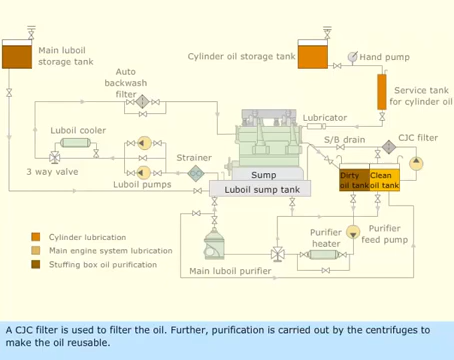 Main luboil
storage tank
Cylinder oil storage tank
Hand pump
Auto
backwash
filter
Service tank
for cylinder oil
Lubricator
Luboil cooler
S/B drain
CJC filter
Strainer
3 way valve
Luboil pumps
Sump
Luboil sump tank
Dirty
oil tank
Clean
oil tank
Purifier
heater
Purifier
feed pump
Main luboil purifier
Cylinder lubrication
Main engine system lubrication
Stuffing box oil purification
A CJC filter is used to filter the oil. Further, purification is carried out by the centrifuges to
make the oil reusable.